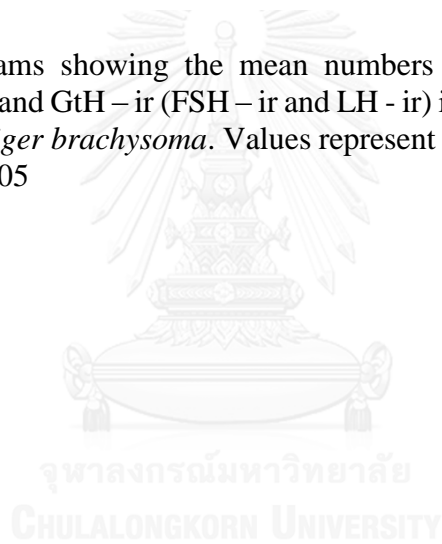 ams showing the mean numbers
and GtH – ir (FSH – ir and LH - ir) i
ger brachysoma. Values represent
05
จุฬาลงกรณ์มหาวิทยาลัย
CHULALONGKORN UNIVERSITY